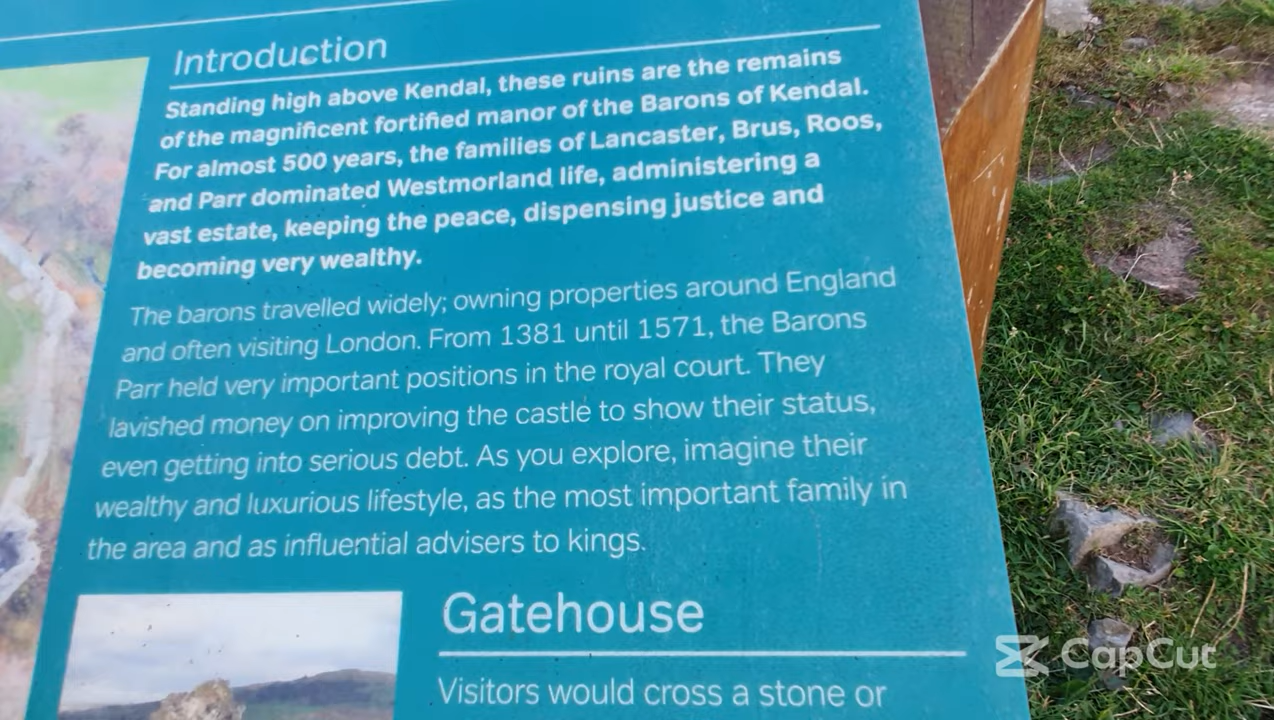 Introduction
Standing high above Kendal, these ruins are the remains
of the magnificent fortified manor of the Barons of Kendal.
For almost 500 years, the families of Lancaster, Brus, Roos,
and Parr dominated Westmorland life, administering a
vast estate, keeping the peace, dispensing justice and
becoming very wealthy.
The barons travelled widely; owning properties around England
and often visiting London. From 1381 until 1571, the Barons
Parr held very important positions in the royal court. They
lavished money on improving the castle to show their status,
even getting into serious debt. As you explore, imagine their
wealthy and luxurious lifestyle, as the most important family in
the area and as influential advisers to kings.
Gatehouse
Visitors would cross a stone or
CapCut